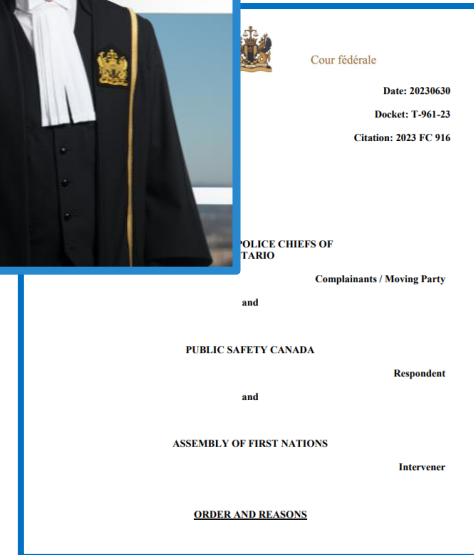 Cour fédérale
Date: 20230630
Docket: T-961-23
Citation: 2023 FC 916
POLICE CHIEFS OF
TARIO
Complainants / Moving Party
and
PUBLIC SAFETY CANADA
Respondent
and
ASSEMBLY OF FIRST NATIONS
Intervener
ORDER AND REASONS